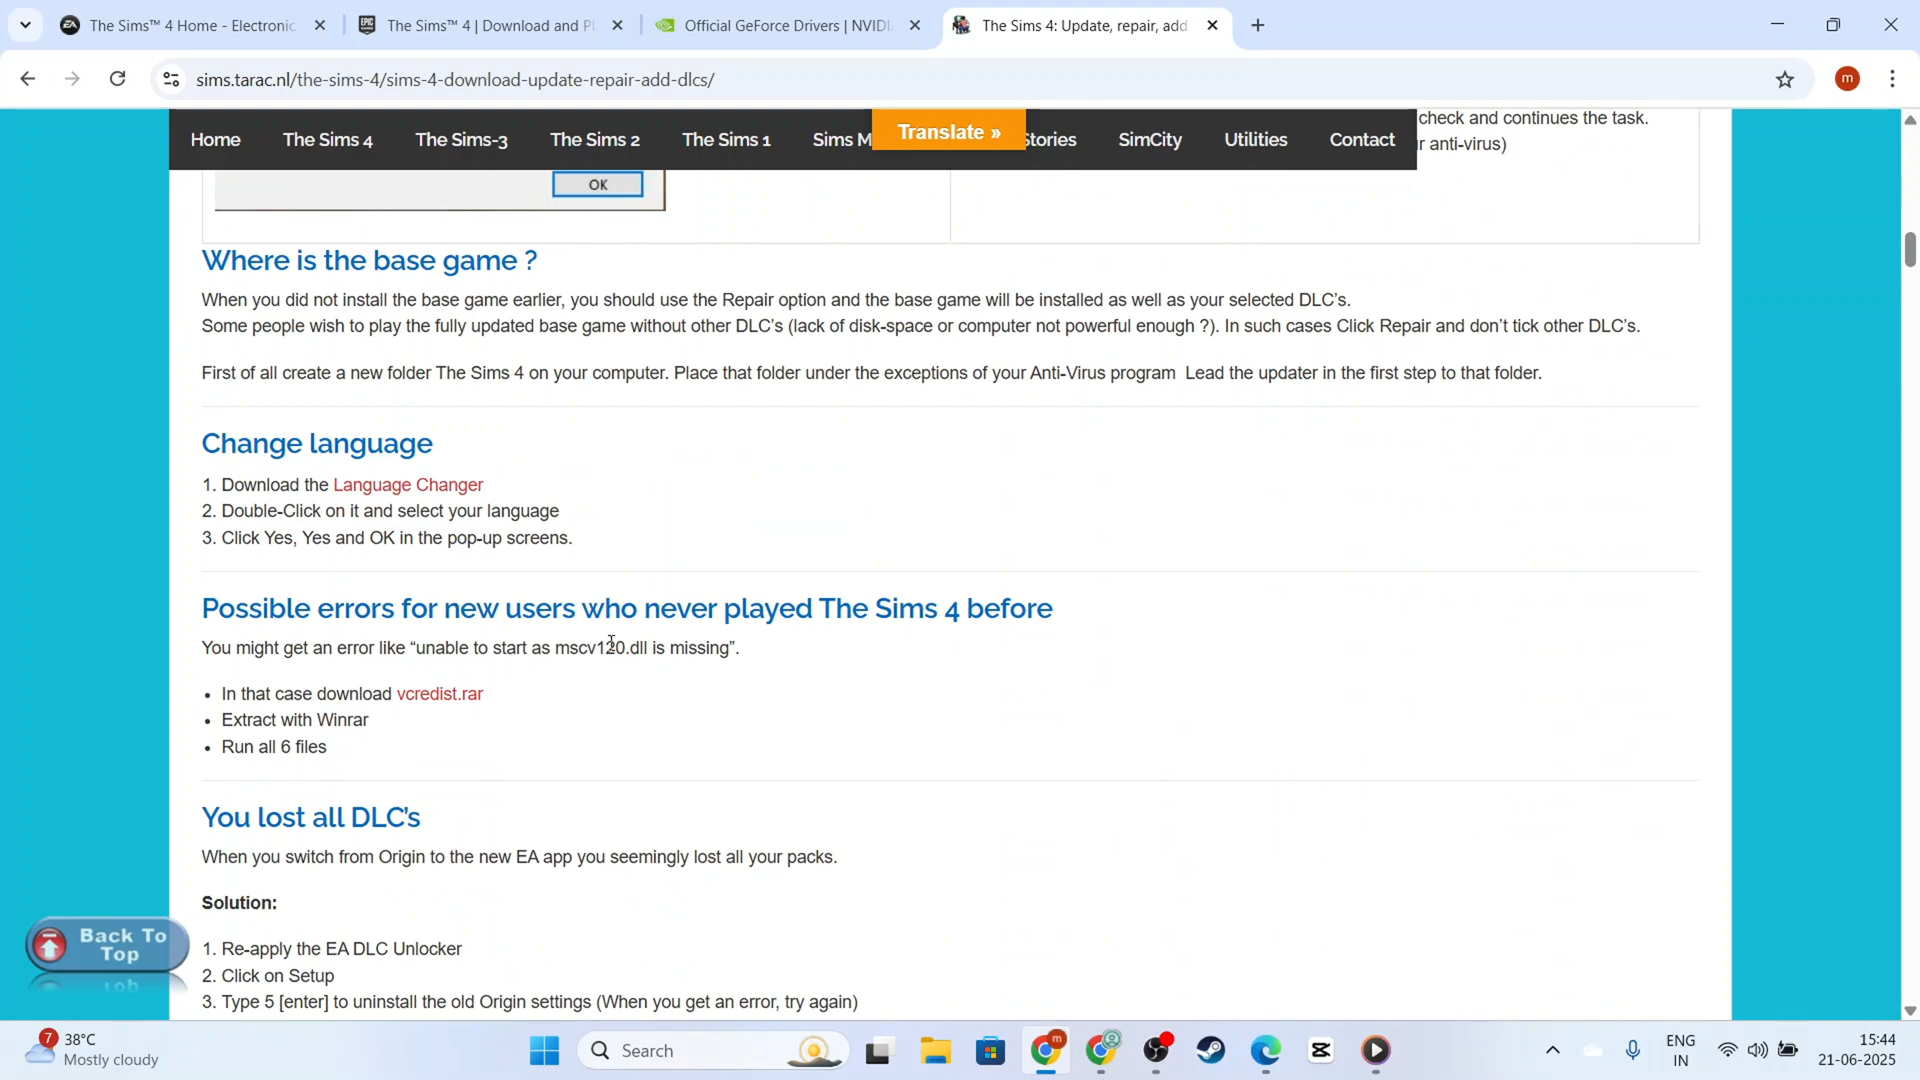 The Sims™ 4 Home - Electronic
The Sims™ 4 | Download and Pl
Official GeForce Drivers | NVIDI
The Sims 4: Update, repair, add
sims.tarac.nl/the-sims-4/sims-4-download-update-repair-add-dlcs/
m
Home
The Sims 4
The Sims-3
The Sims 2
The Sims 1
Sims M
Translate »
Stories
SimCity
Utilities
Contact
check and continues the task.
r anti-virus)
OK
Where is the base game ?
When you did not install the base game earlier, you should use the Repair option and the base game will be installed as well as your selected DLC's.
Some people wish to play the fully updated base game without other DLC's (lack of disk-space or computer not powerful enough ?). In such cases Click Repair and don't tick other DLC's.
First of all create a new folder The Sims 4 on your computer. Place that folder under the exceptions of your Anti-Virus program  Lead the updater in the first step to that folder.
Change language
1. Download the Language Changer
2. Double-Click on it and select your language
3. Click Yes, Yes and OK in the pop-up screens.
Possible errors for new users who never played The Sims 4 before
You might get an error like “unable to start as mscv120.dll is missing”.
• In that case download vcredist.rar
• Extract with Winrar
• Run all 6 files
You lost all DLC's
When you switch from Origin to the new EA app you seemingly lost all your packs.
Solution:
1. Re-apply the EA DLC Unlocker
2. Click on Setup
3. Type 5 [enter] to uninstall the old Origin settings (When you get an error, try again)
Back To
Top
7
38°C
Mostly cloudy
Search
m
ENG
IN
15:44
21-06-2025